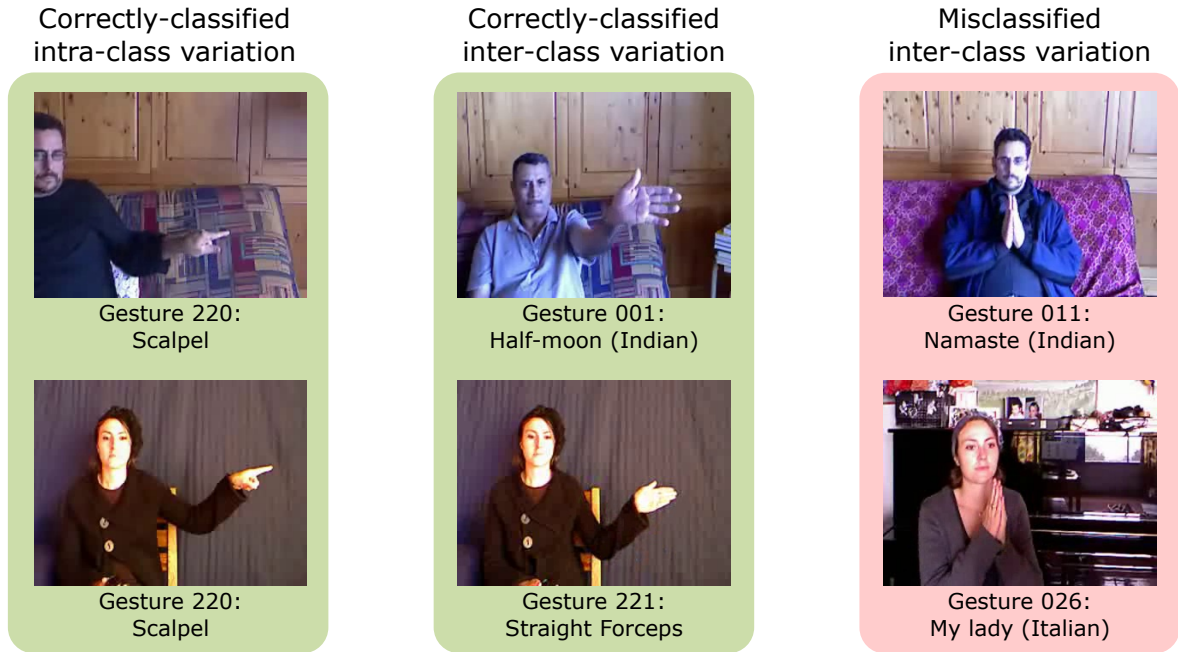 Correctly-classified
intra-class variation
Gesture 220:
Scalpel
Gesture 220:
Scalpel
Correctly-classified
inter-class variation
Gesture 001:
Half-moon (Indian)
Gesture 221:
Straight Forceps
Misclassified
inter-class variation
Gesture 011:
Namaste (Indian)
Gesture 026:
My lady (Italian)